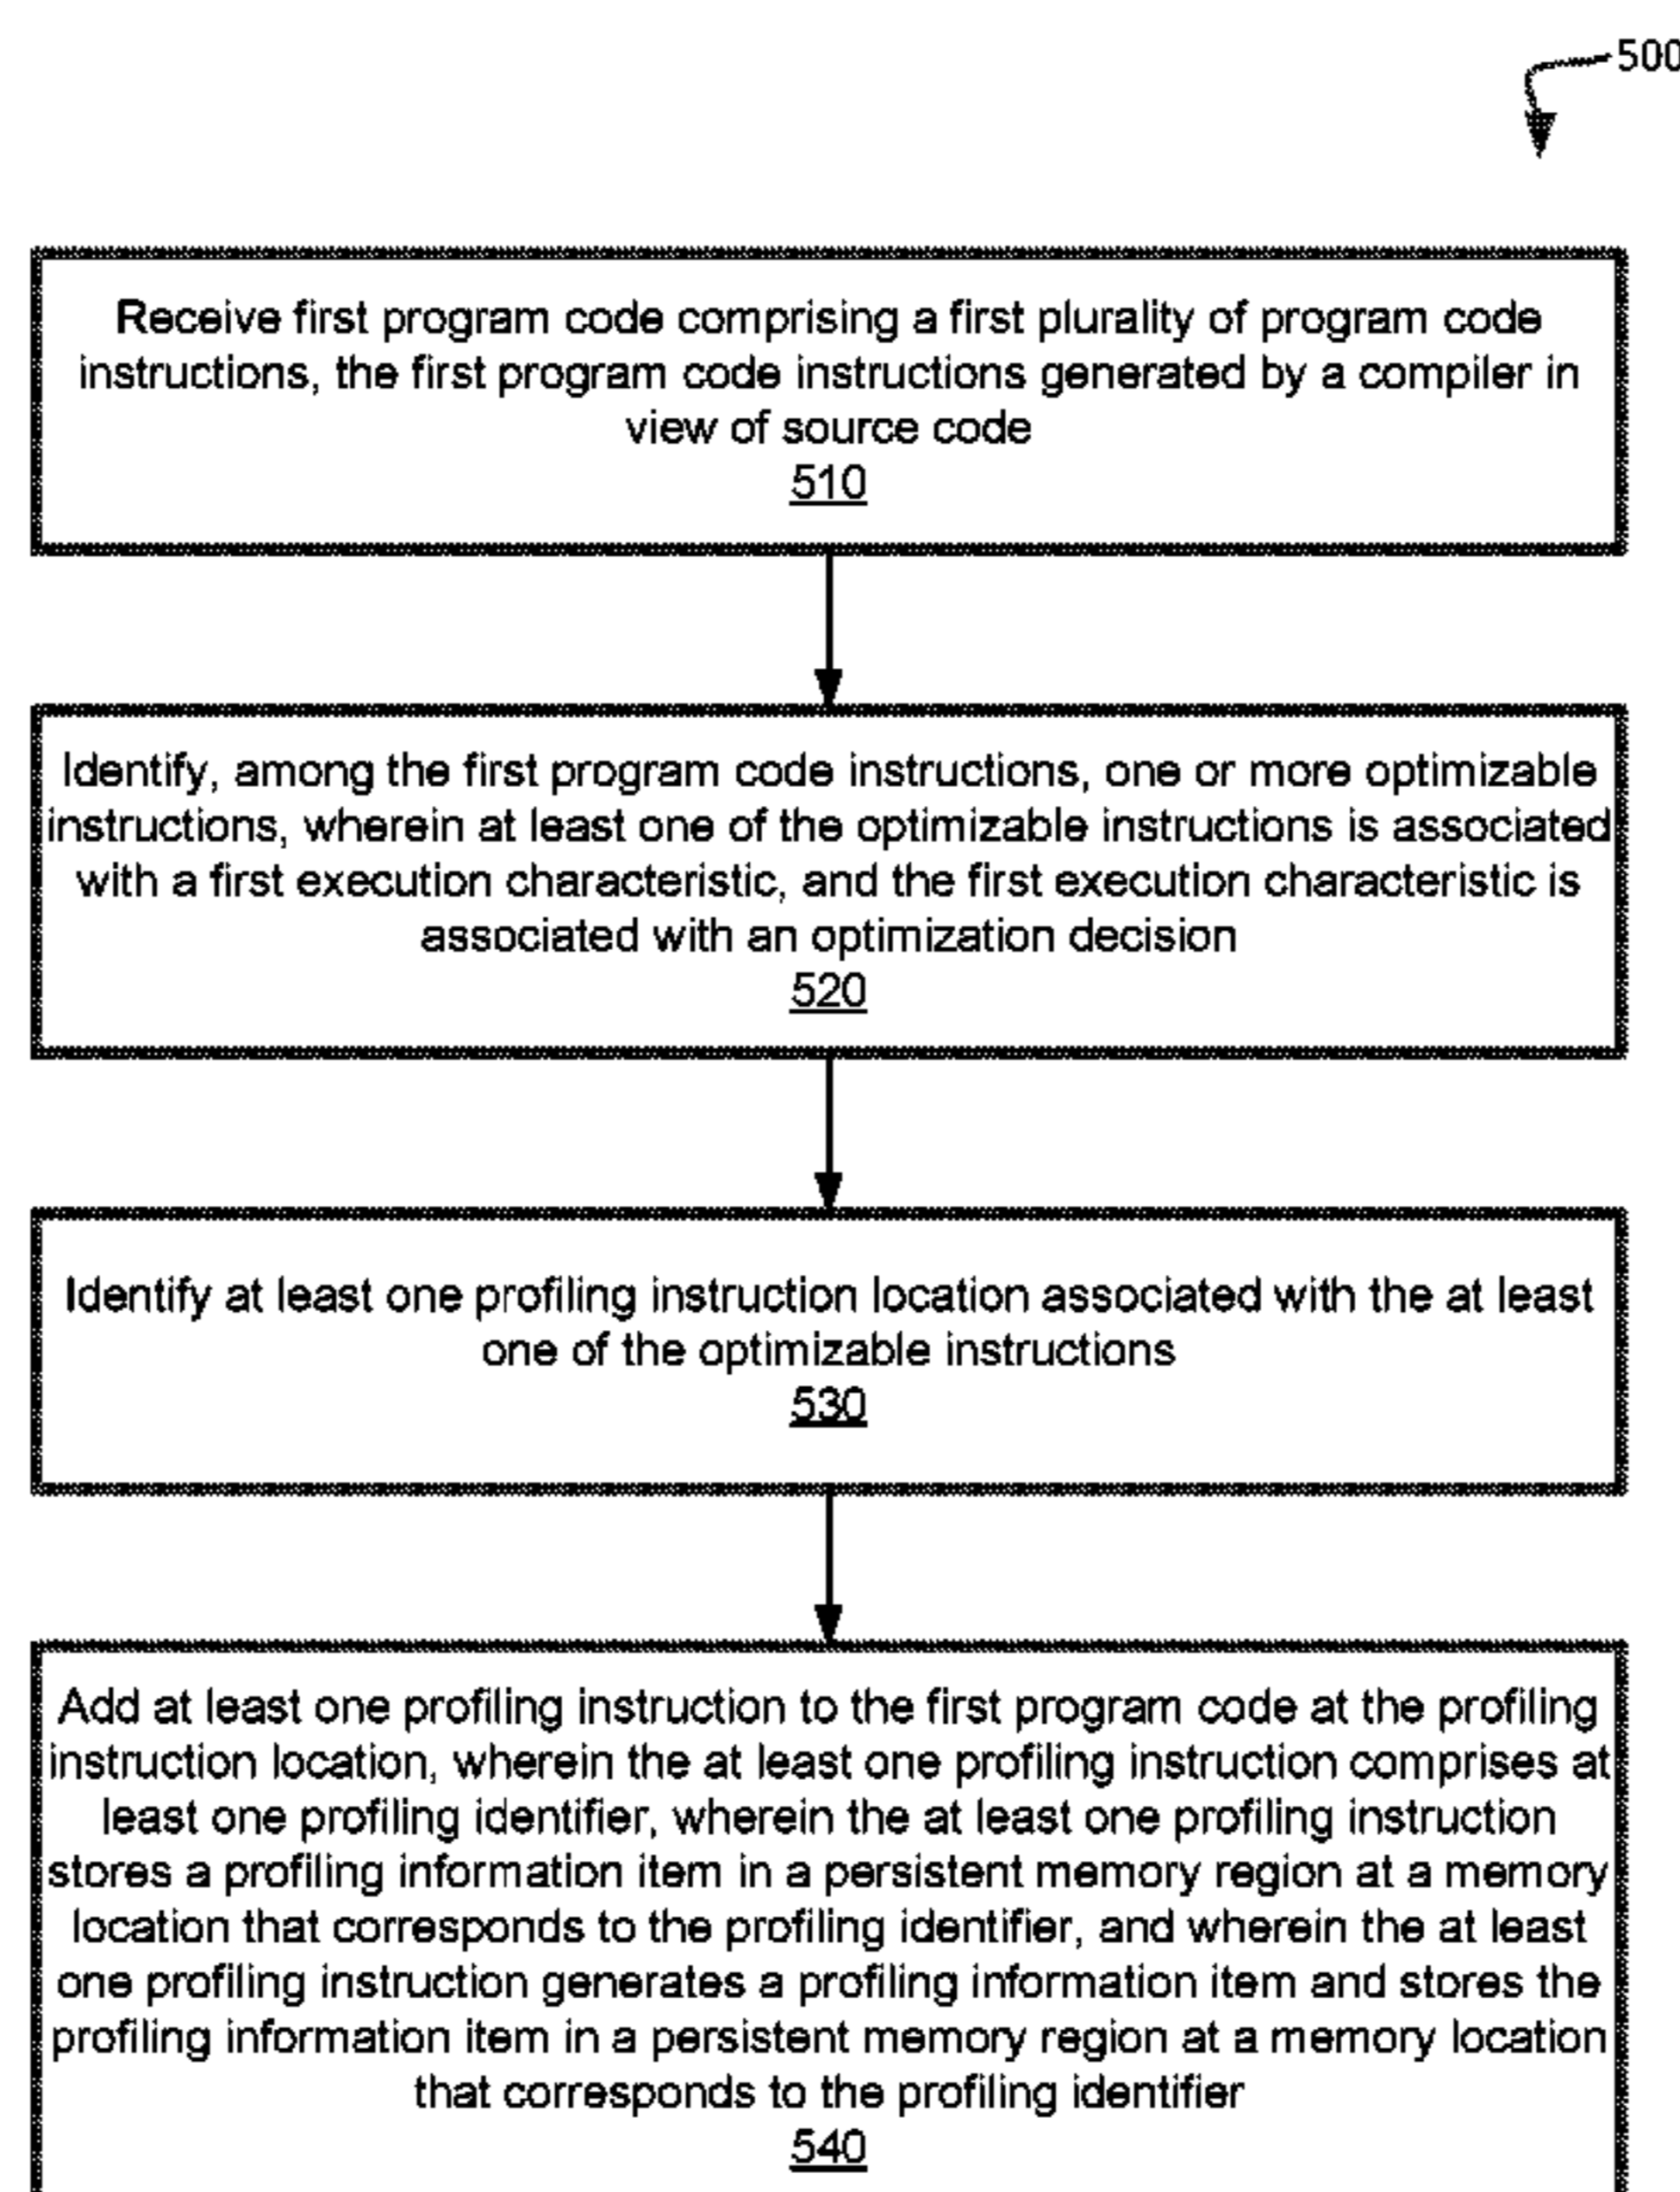 500
Receive first program code comprising a first plurality of program code
instructions, the first program code instructions generated by a compiler in
view of source code
510
Identify, among the first program code instructions, one or more optimizable
instructions, wherein at least one of the optimizable instructions is associated
with a first execution characteristic, and the first execution characteristic is
associated with an optimization decision
520
Identify at least one profiling instruction location associated with the at least
one of the optimizable instructions
530
Add at least one profiling instruction to the first program code at the profiling
instruction location, wherein the at least one profiling instruction comprises at
least one profiling identifier, wherein the at least one profiling instruction
stores a profiling information item in a persistent memory region at a memory
location that corresponds to the profiling identifier, and wherein the at least
one profiling instruction generates a profiling information item and stores the
profiling information item in a persistent memory region at a memory location
that corresponds to the profiling identifier
540